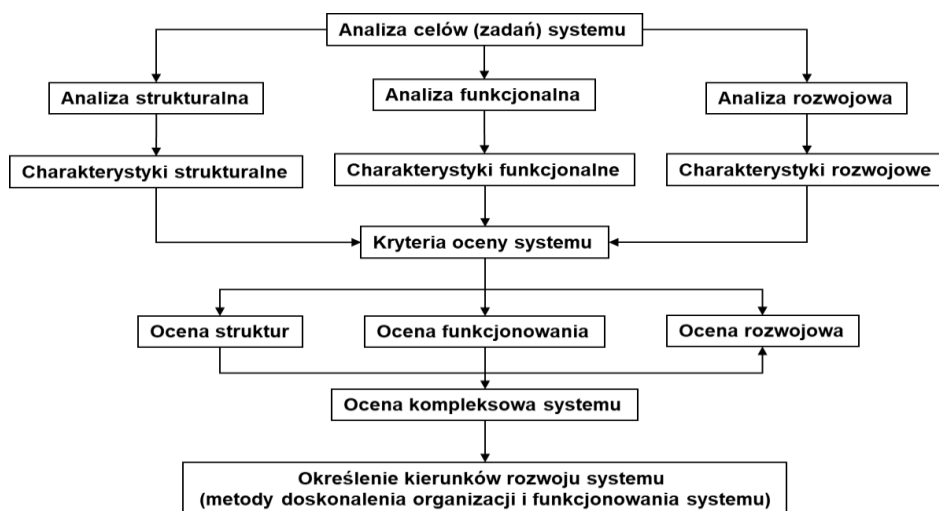 Analiza celów (zadań) systemu
Analiza strukturalna
Analiza funkcjonalna
Analiza rozwojowa
Charakterystyki strukturalne
Charakterystyki funkcjonalne
Charakterystyki rozwojowe
Kryteria oceny systemu
Ocena struktur
Ocena funkcjonowania
Ocena rozwojowa
Ocena kompleksowa systemu
Określenie kierunków rozwoju systemu
(metody doskonalenia organizacji i funkcjonowania systemu)